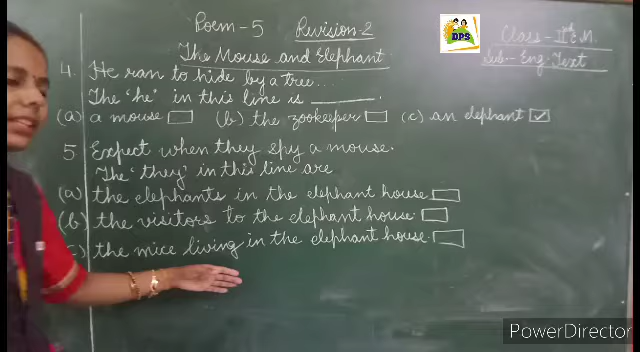 Poem-5 Revision-2
DPS
Class-II E.M.
Sub- Eng. Text
The Mouse and Elephant
4. He ran to hide by a tree...
The 'he' in this line is ______.
(a) a mouse (b) the zookeeper (c) an elephant ✓
5. Expect when they spy a mouse.
The 'they' in this line are
(a) the elephants in the elephant house.
(b) the visitors to the elephant house.
) the mice living in the elephant house.
PowerDirector